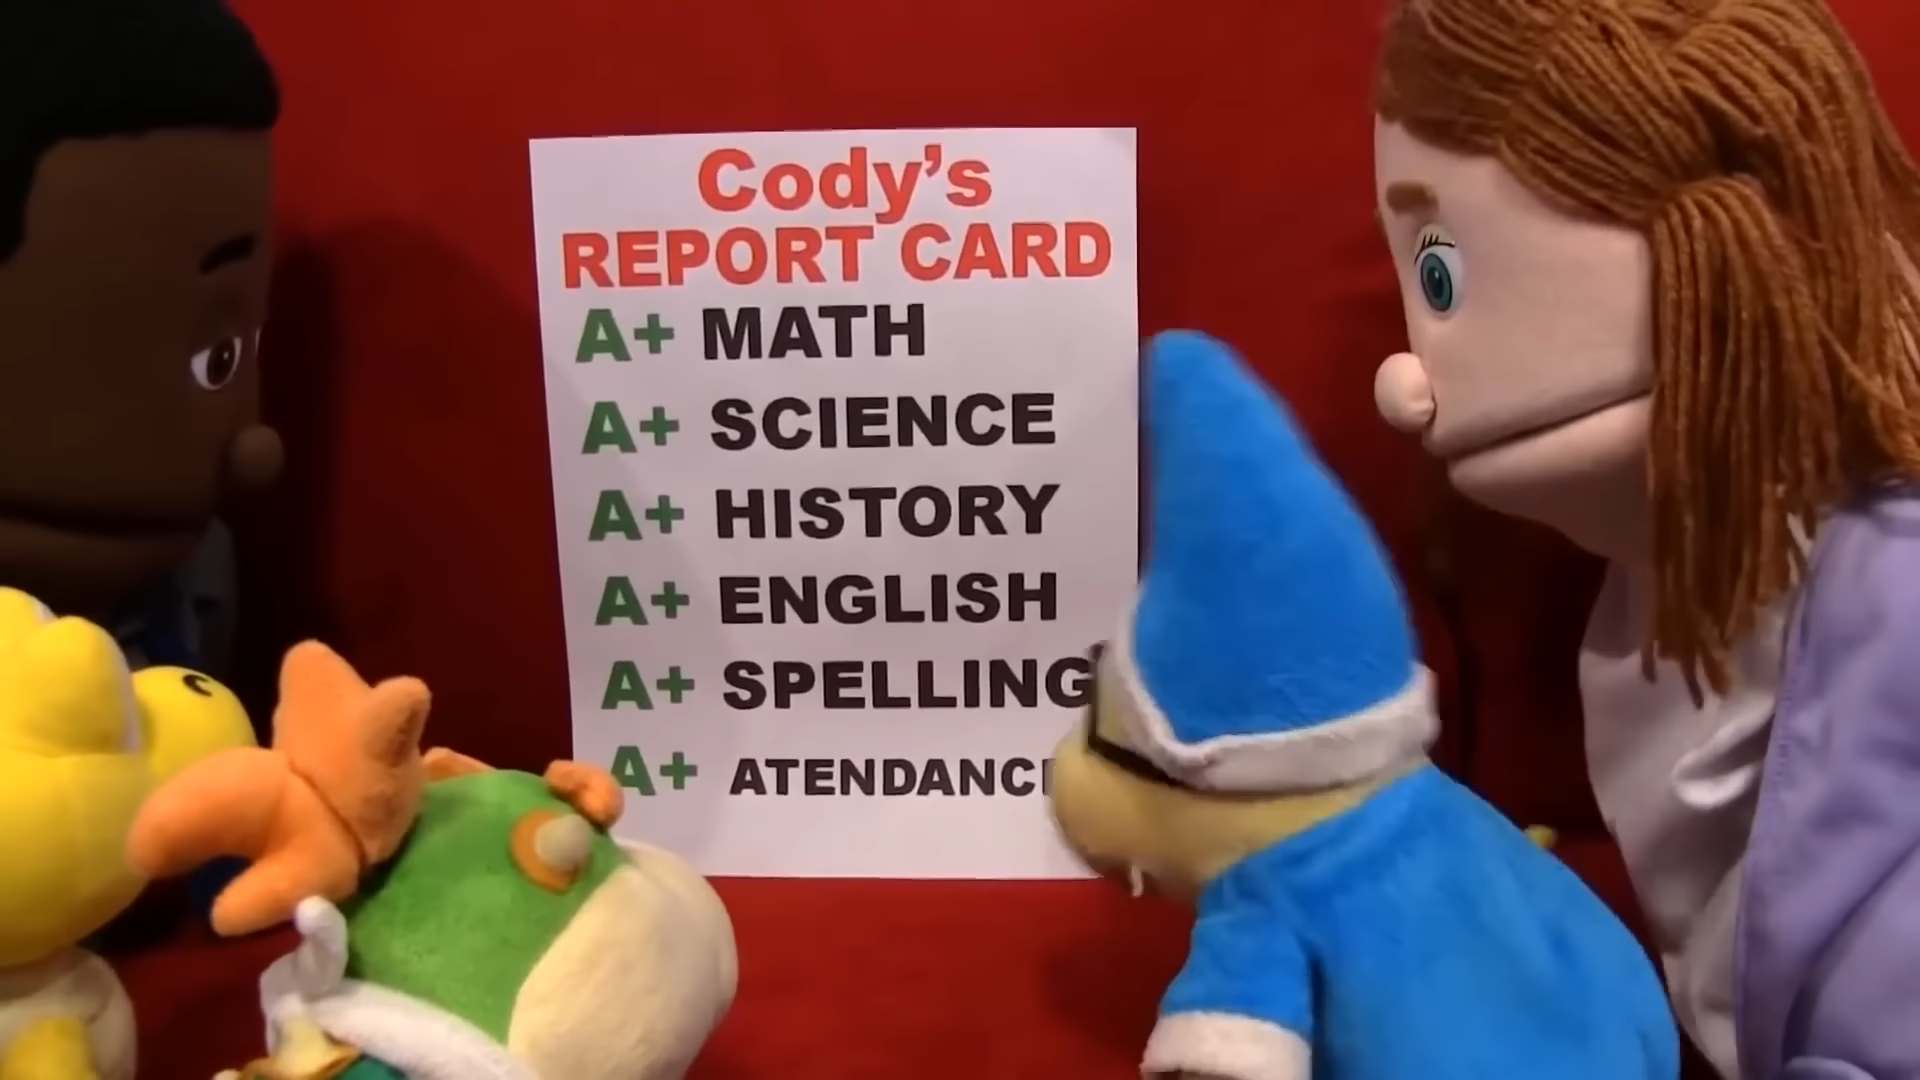 Cody's
REPORT CARD
A+ MATH
A+ SCIENCE
A+ HISTORY
A+ ENGLISH
A+ SPELLING
A+ ATENDANC